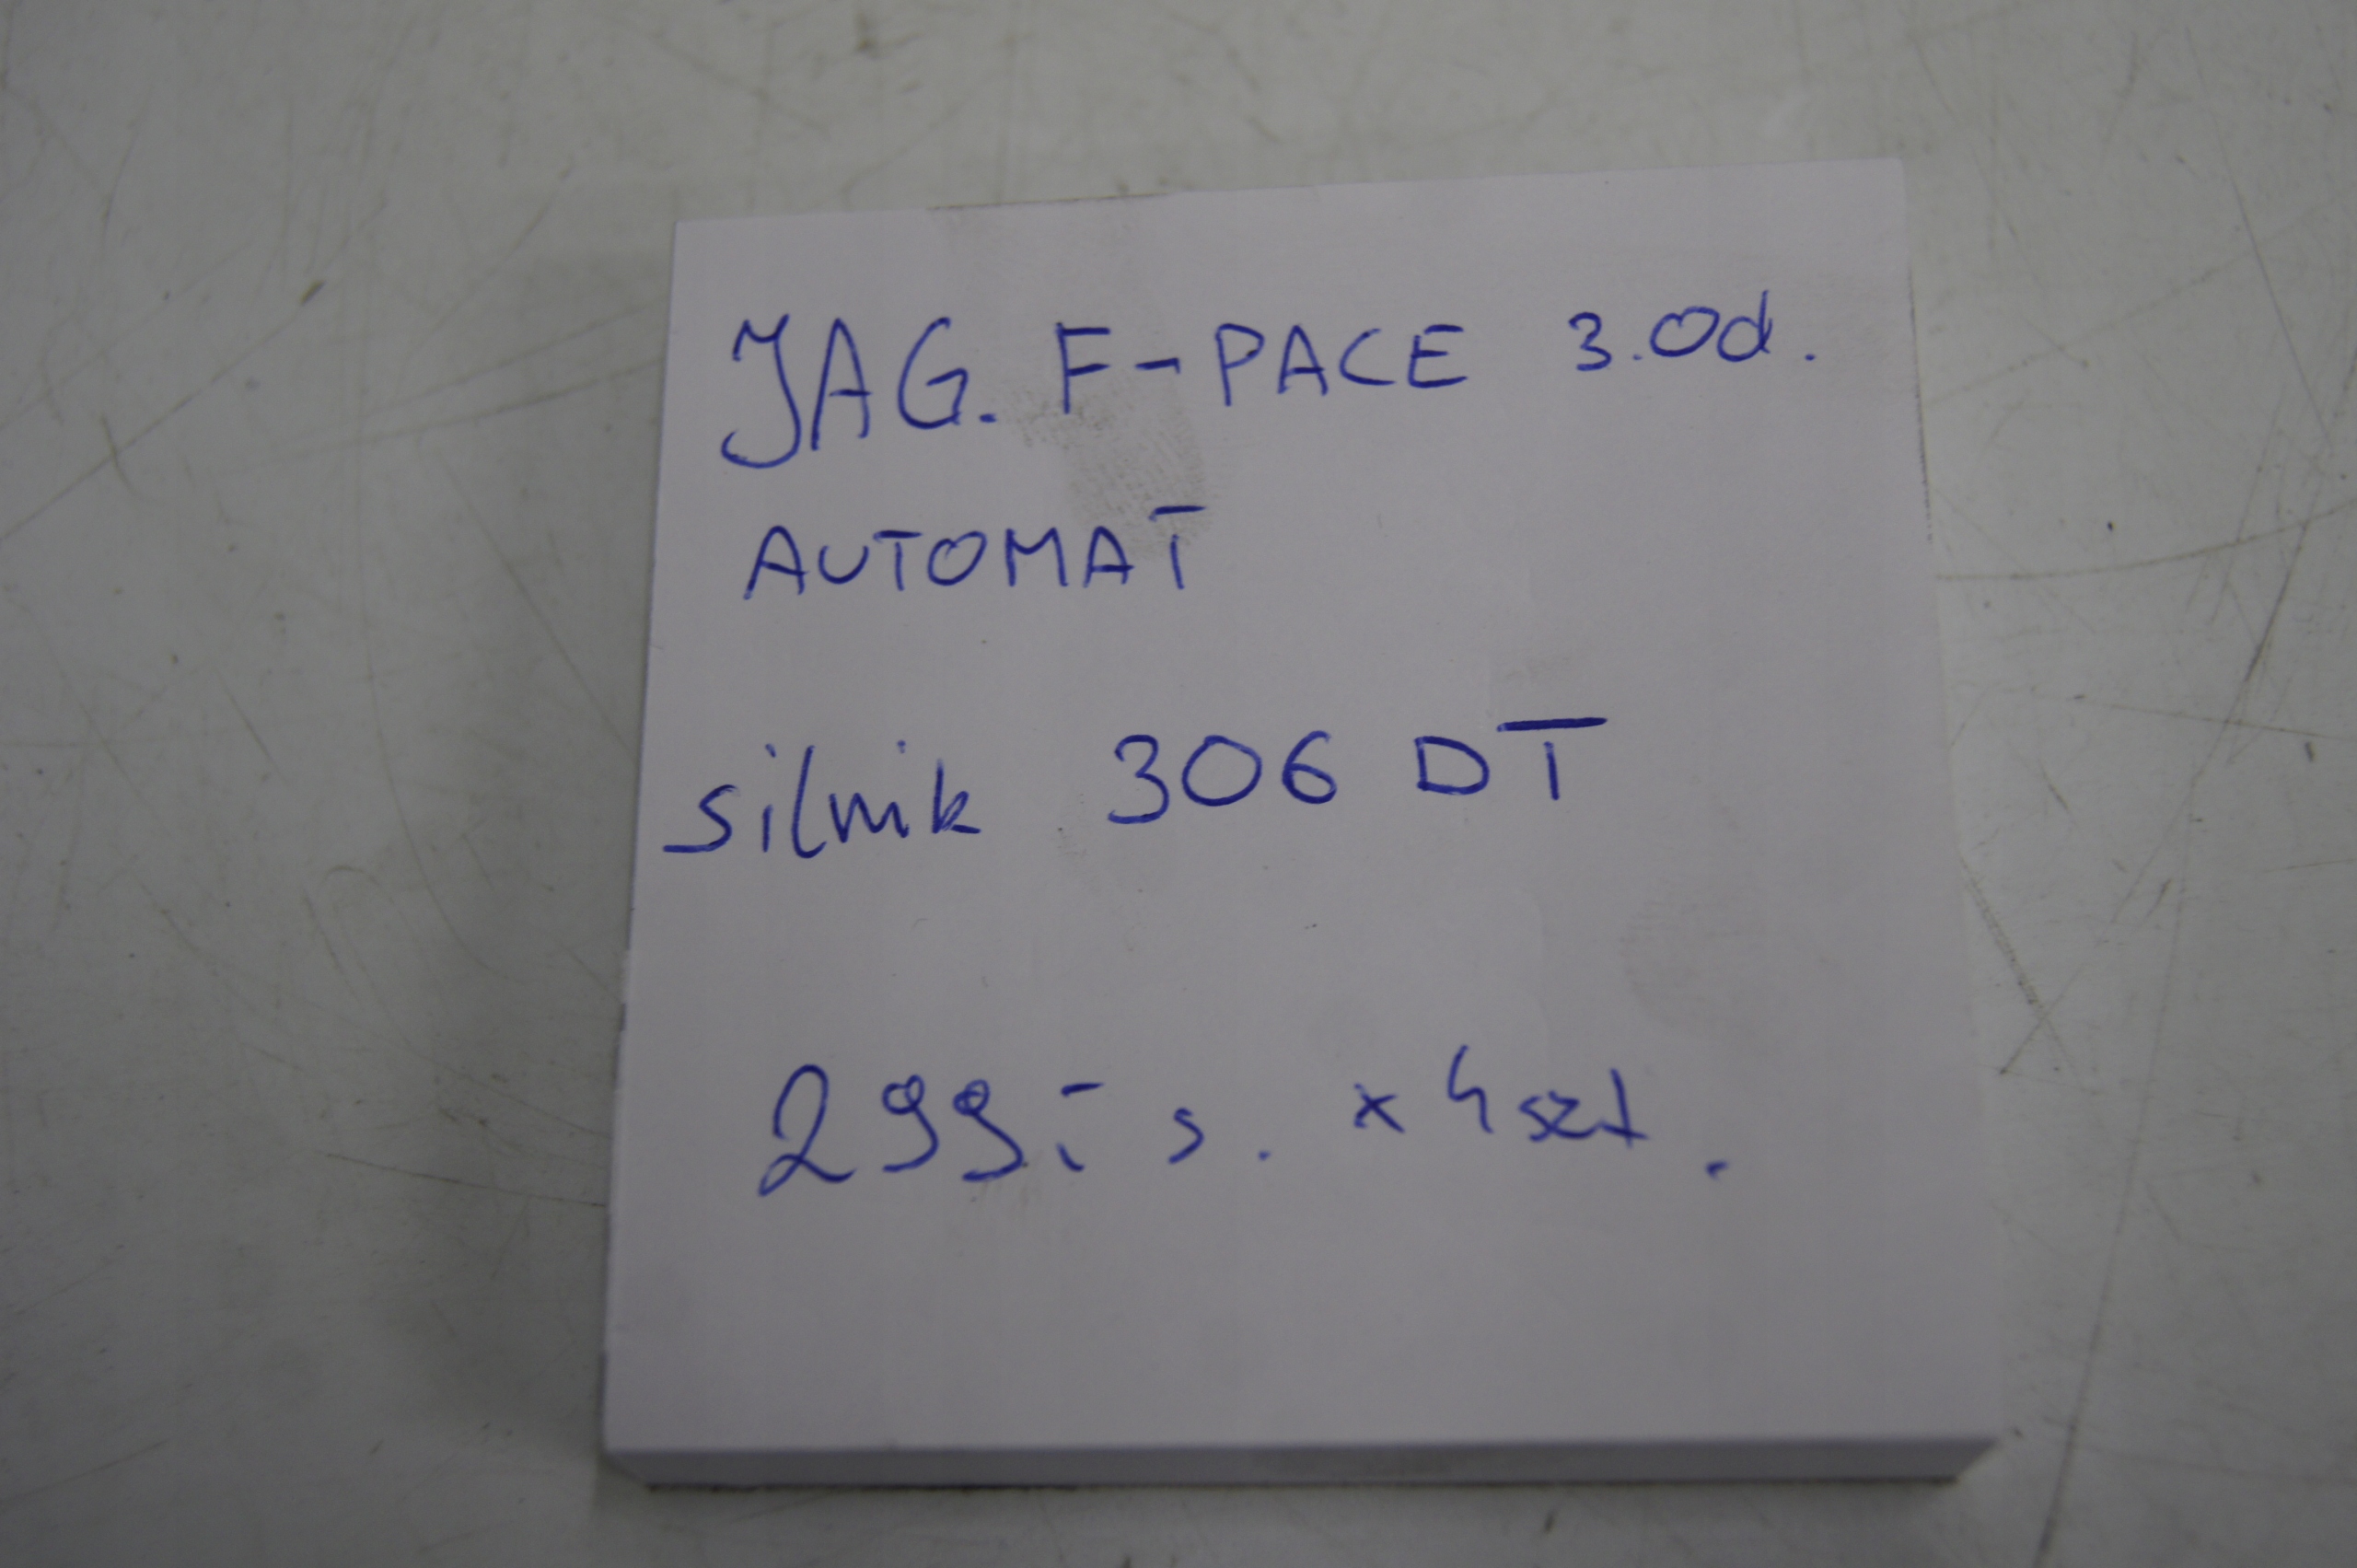 JAG. F-PACE 3.0d.
AUTOMAT
silnik 306 DT
299;- s. x 4 szt.